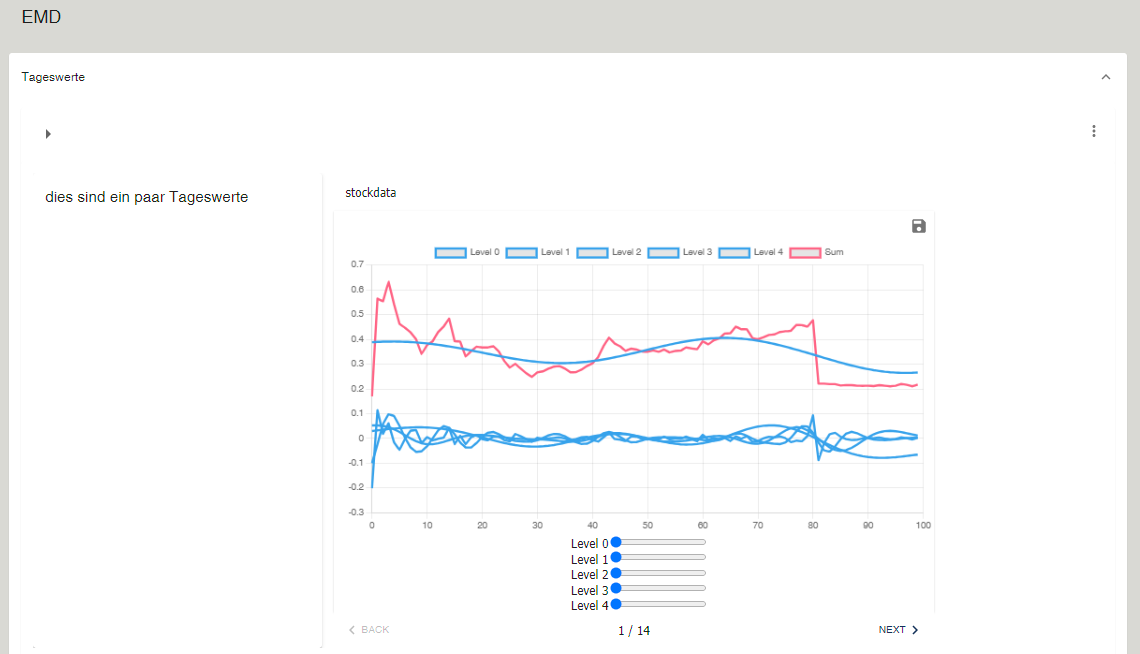 EMD
Tageswerte
dies sind ein paar Tageswerte
stockdata
Level 0 Level 1 Level 2 Level 3 Level 4 Sum
0.7
0.6
0.5
0.4
0.3
0.2
0.1
0
-0.1
-0.2
-0.3
0 10 20 30 40 50 60 70 80 90 100
Level 0
Level 1
Level 2
Level 3
Level 4
BACK 1 / 14 NEXT